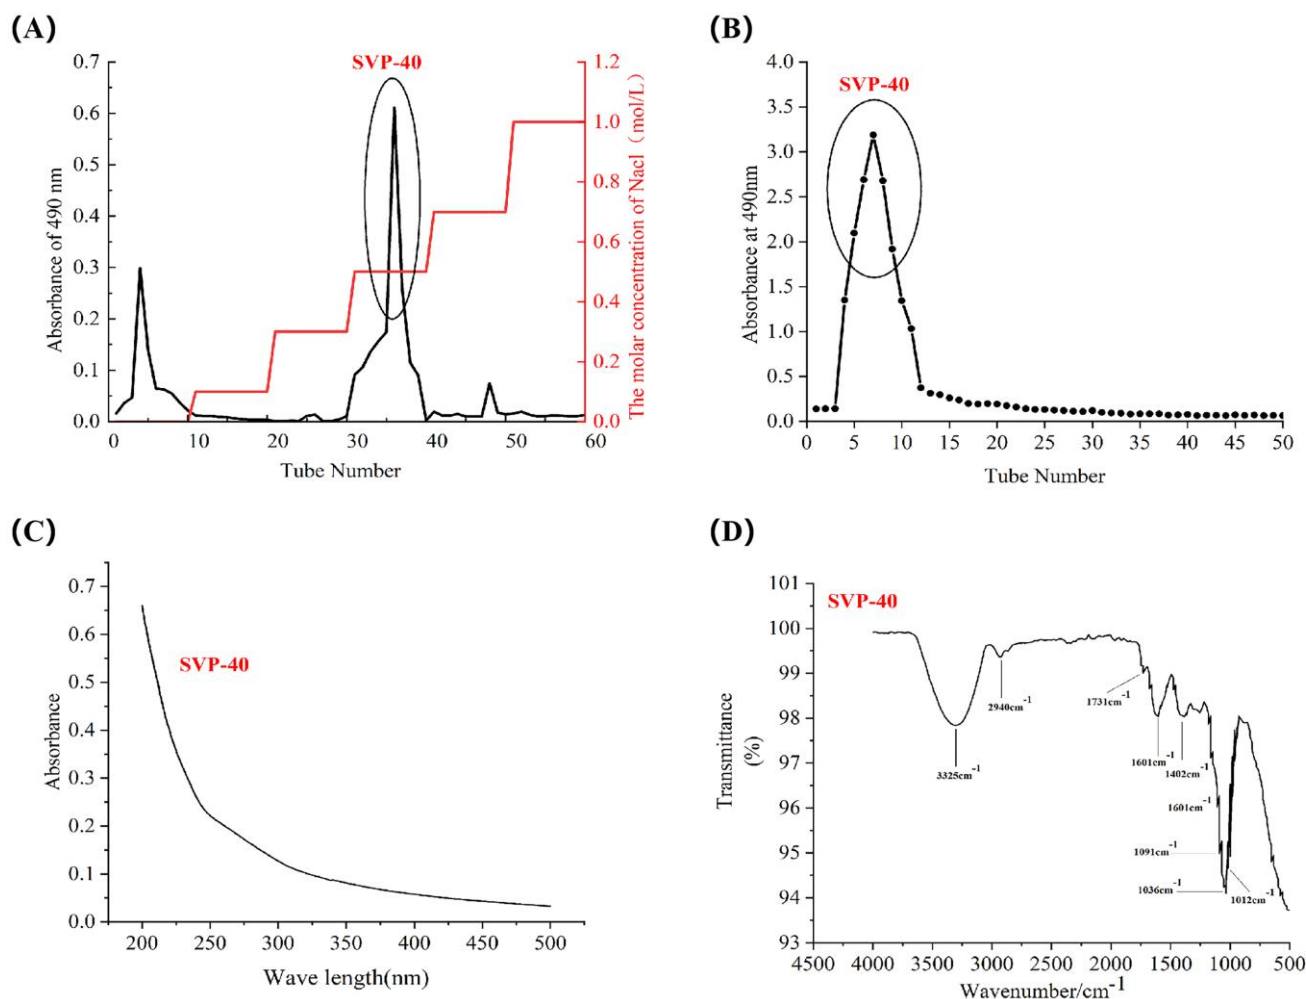 (A)
SVP-40
0.7
0.6
0.5
0.4
0.3
0.2
0.1
0.0
Absorbance of 490 nm
0 10 20 30 40 50 60
Tube Number
1.2
1.0
0.8
0.6
0.4
0.2
0.0
The molar concentration of Nacl（mol/L）
(B)
SVP-40
4.0
3.5
3.0
2.5
2.0
1.5
1.0
0.5
0.0
Absorbance at 490nm
0 5 10 15 20 25 30 35 40 45 50
Tube Number
(C)
SVP-40
0.7
0.6
0.5
0.4
0.3
0.2
0.1
0.0
Absorbance
200 250 300 350 400 450 500
Wave length(nm)
(D)
SVP-40
101
100
99
98
97
96
95
94
93
Transmittance
(%)
3325cm-1
2940cm-1
1731cm-1
1601cm-1
1402cm-1
1601cm-1
1091cm-1
1036cm-1
1012cm-1
4500 4000 3500 3000 2500 2000 1500 1000 500
Wavenumber/cm-1